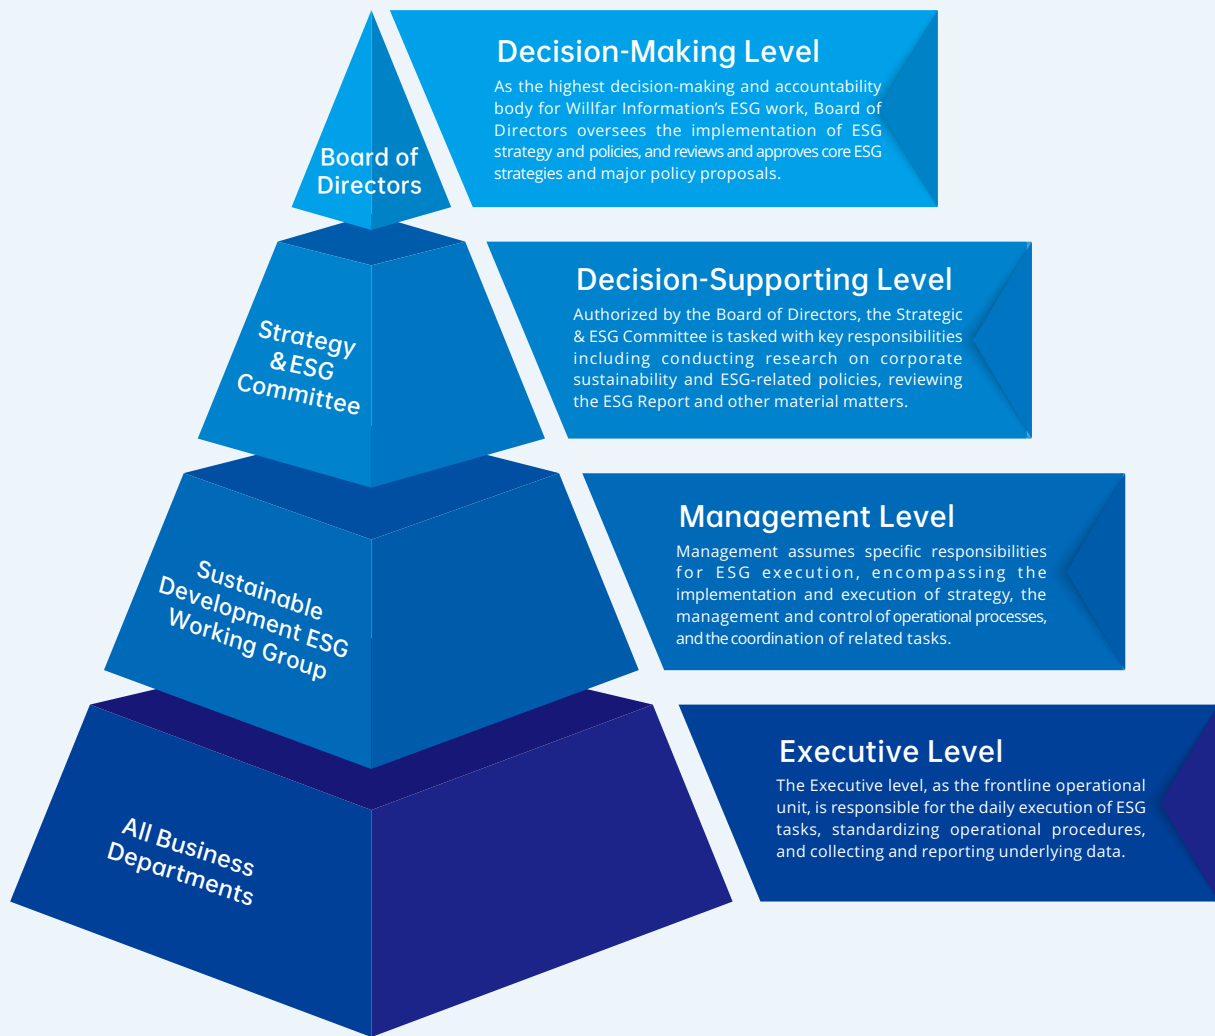 Board of
Directors
Decision-Making Level
As the highest decision-making and accountability
body for Willfar Information's ESG work, Board of
Directors oversees the implementation of ESG
strategy and policies, and reviews and approves core ESG
strategies and major policy proposals.
Strategy
& ESG
Committee
Decision-Supporting Level
Authorized by the Board of Directors, the Strategic
& ESG Committee is tasked with key responsibilities
including conducting research on corporate
sustainability and ESG-related policies, reviewing
the ESG Report and other material matters.
Sustainable
Development ESG
Working Group
Management Level
Management assumes specific responsibilities
for ESG execution, encompassing the
implementation and execution of strategy, the
management and control of operational processes,
and the coordination of related tasks.
All Business
Departments
Executive Level
The Executive level, as the frontline operational
unit, is responsible for the daily execution of ESG
tasks, standardizing operational procedures,
and collecting and reporting underlying data.